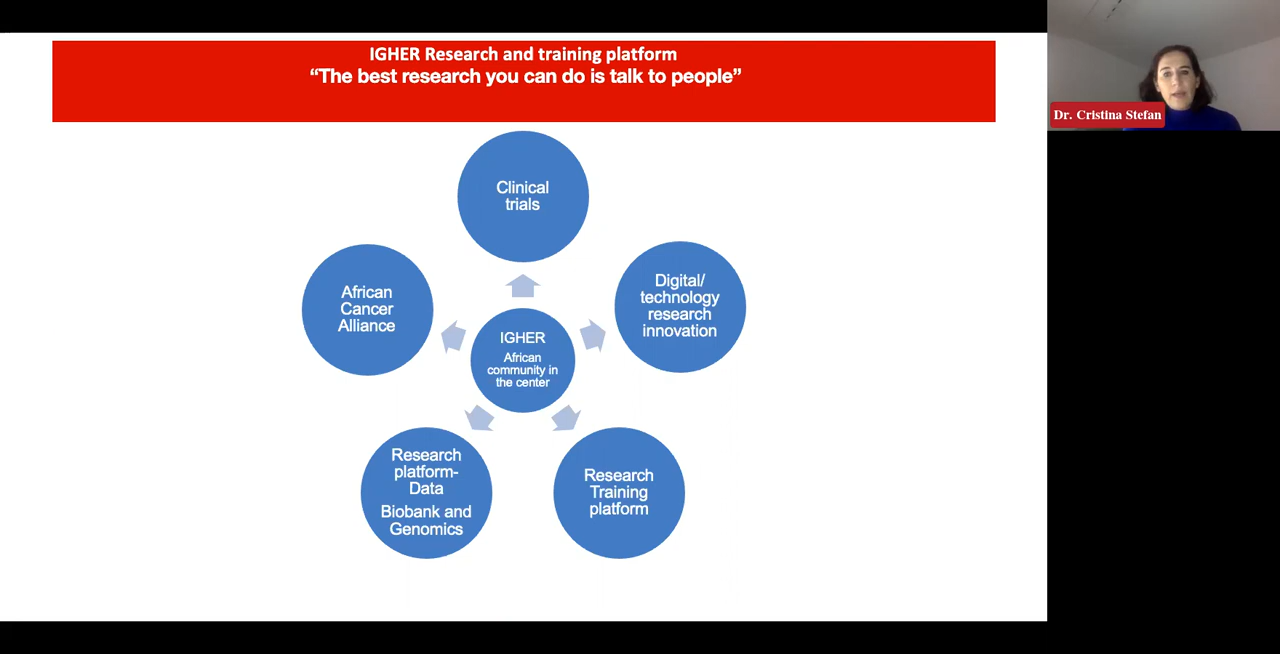 IGHER Research and training platform
“The best research you can do is talk to people”
Dr. Cristina Stefan
Clinical
trials
African
Cancer
Alliance
Digital/
technology
research
innovation
IGHER
African
community in
the center
Research
platform-
Data
Biobank and
Genomics
Research
Training
platform